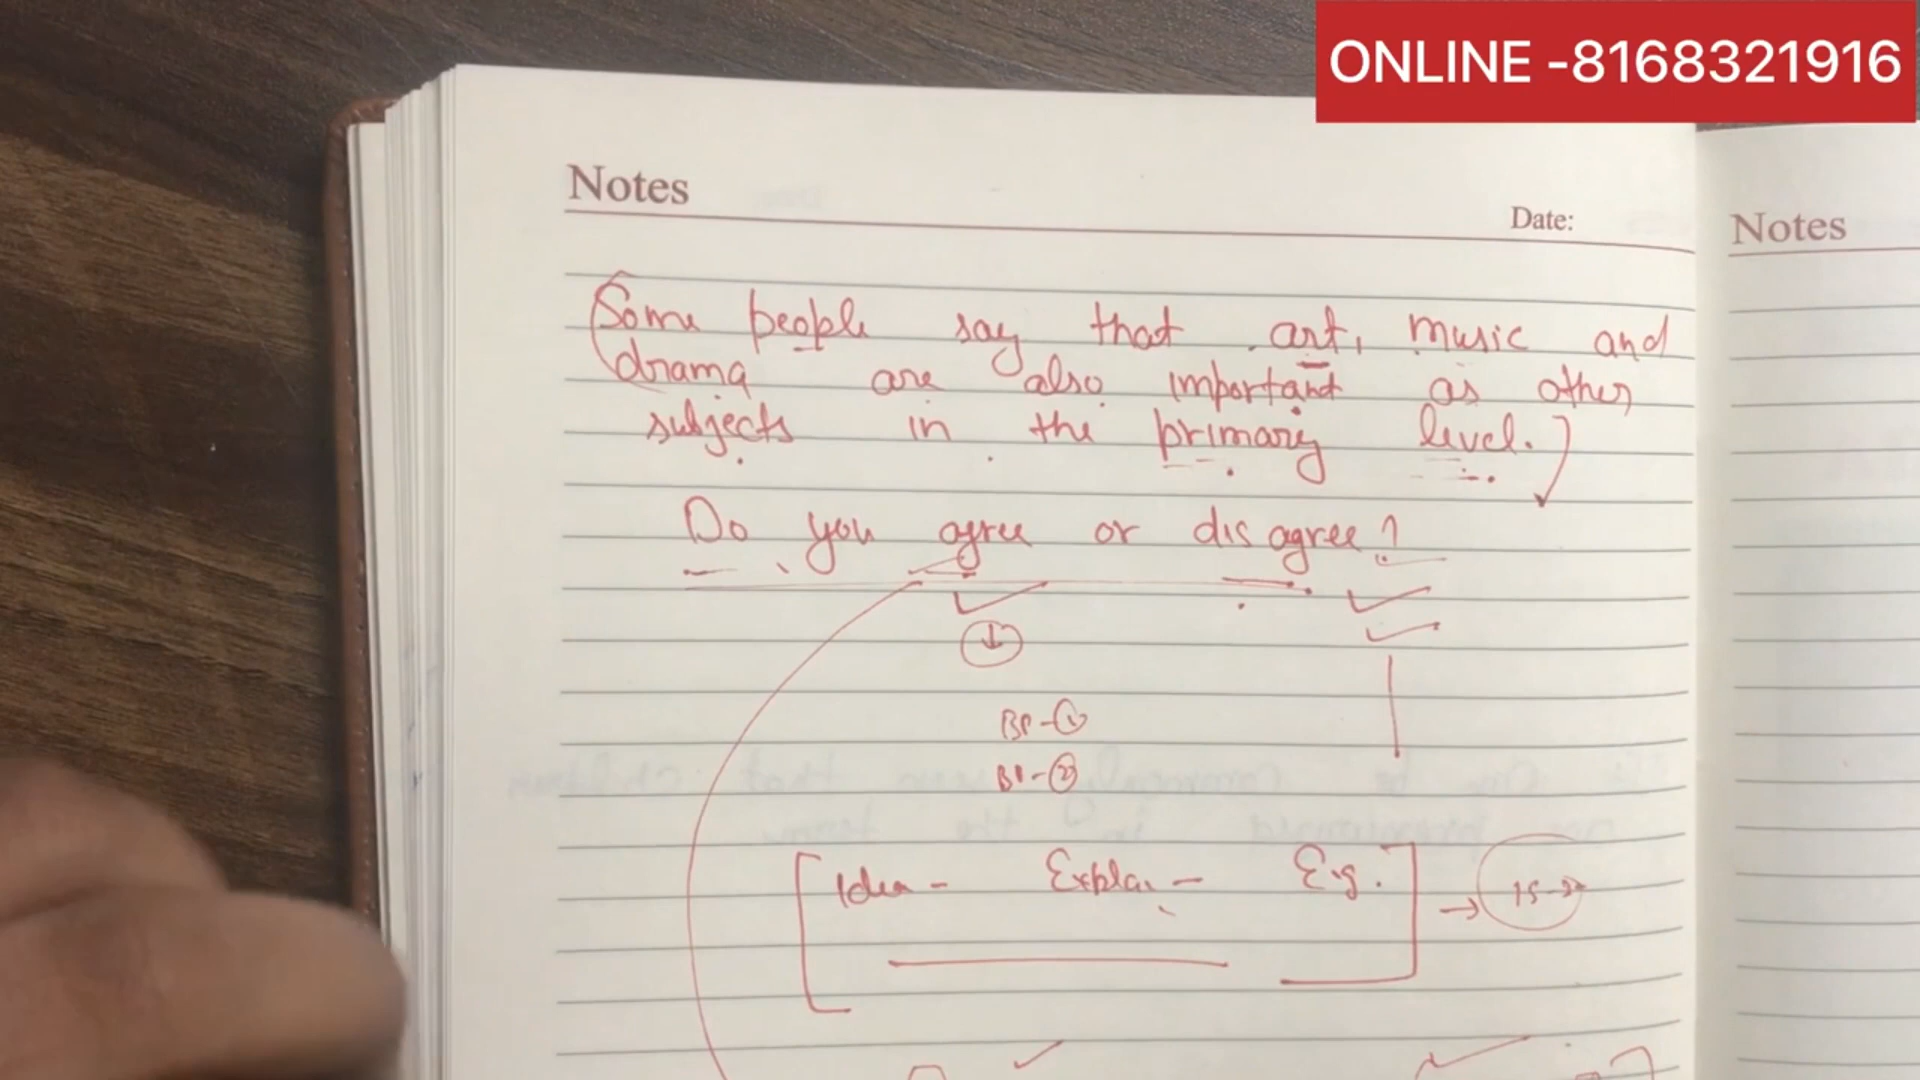 ONLINE -8168321916
Notes
Date:
Notes
Some people say that art, music and
drama are also important as other
subjects in the primary level.
Do you agree or disagree?
BP-①
BP-②
Idea - Explai - E.g.